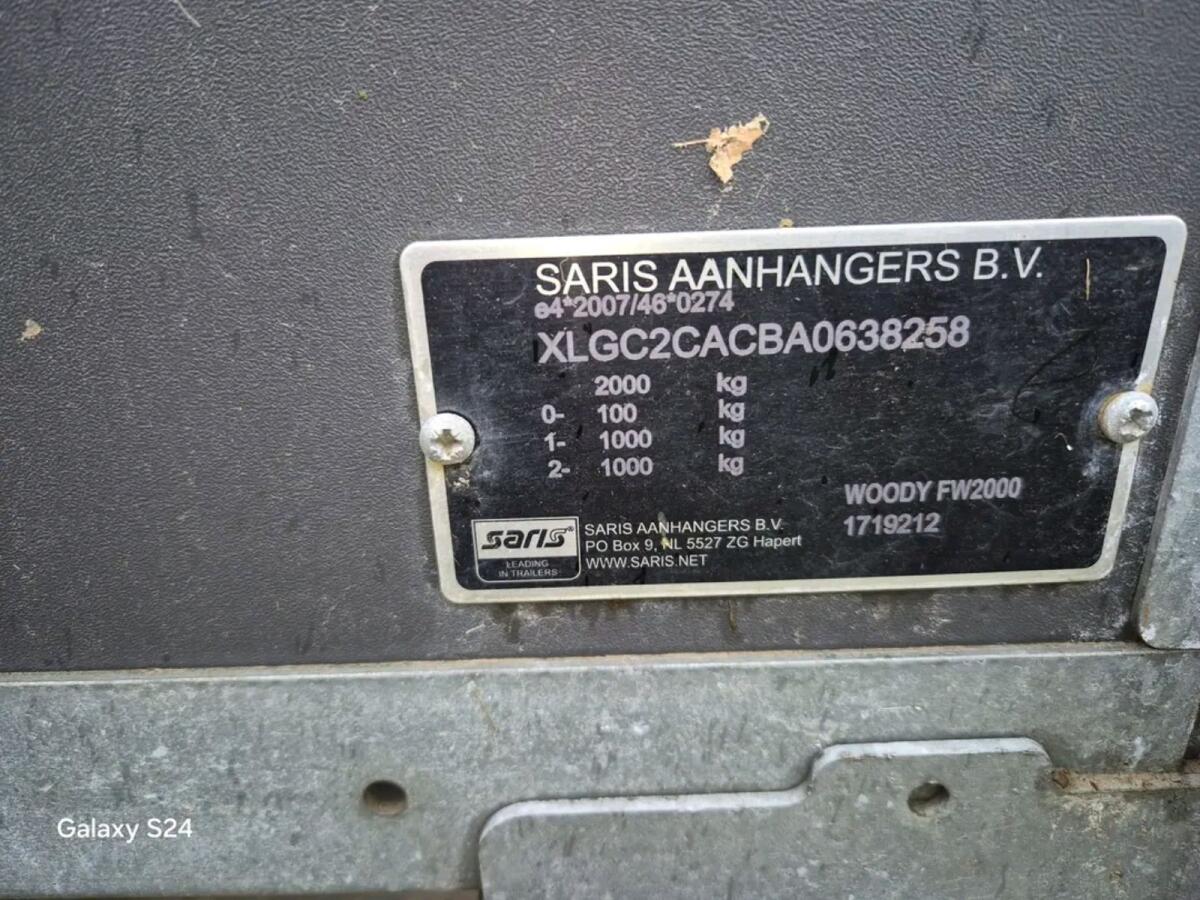 SARIS AANHANGERS B.V.
e4*2007/46*0274
XLGC2CACBA0638258
2000 kg
0- 100 kg
1- 1000 kg
2- 1000 kg
WOODY FW2000
1719212
saris®
LEADING
IN TRAILERS
SARIS AANHANGERS B.V.
PO Box 9, NL 5527 ZG Hapert
WWW.SARIS.NET
Galaxy S24